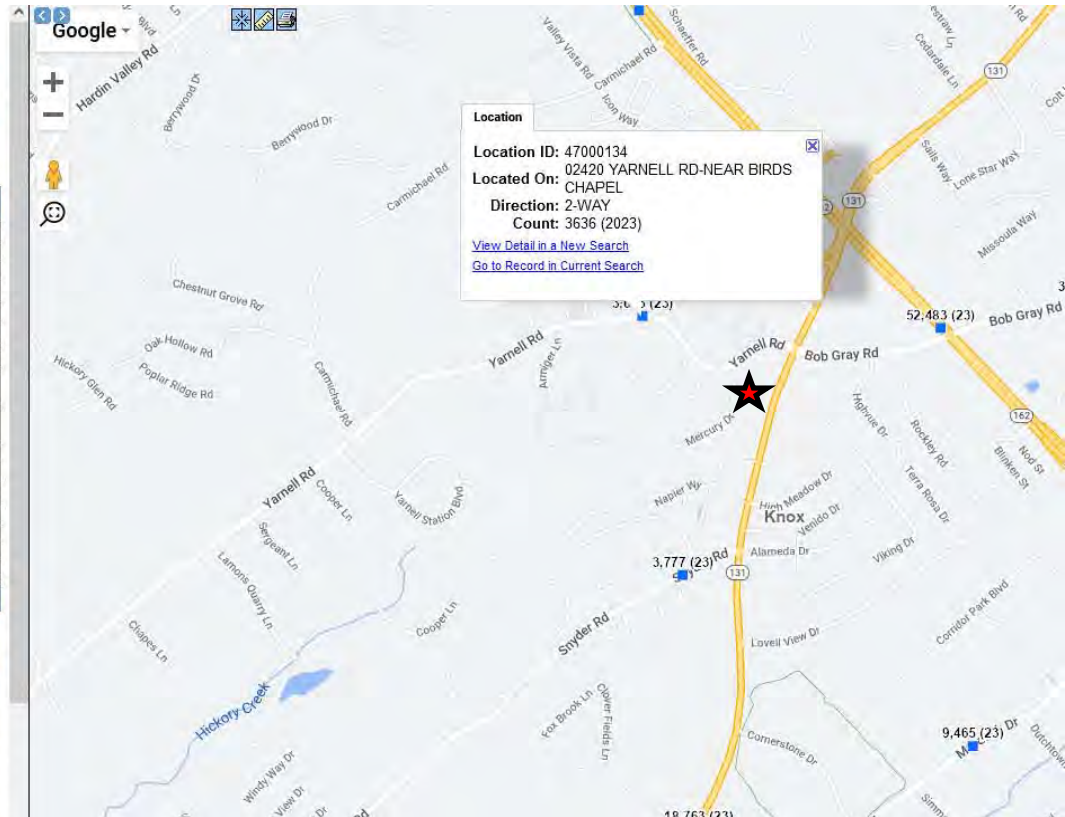 Google
Hardin Valley Rd
Berrywood Dr
Berrywood Dr
Carmichael Rd
Valley Vista Rd
Schaeffer Rd
Carmichael Rd
Icon Way
Cedardale Ln
131
Sails Way
Lone Star Way
Missoula Way
131
Location
Location ID: 47000134
Located On: 02420 YARNELL RD-NEAR BIRDS
CHAPEL
Direction: 2-WAY
Count: 3636 (2023)
View Detail in a New Search
Go to Record in Current Search
52,483 (23)
Bob Gray Rd
Chestnut Grove Rd
Oak Hollow Rd
Poplar Ridge Rd
Hickory Glen Rd
Carmichael Rd
Yarnell Rd
Armiger Ln
Yarnell Rd
Bob Gray Rd
Mercury Dr
Highvue Dr
Rockley Rd
162
Nod St
Blinken St
Terra Rosa Dr
Napier Wy
High Meadow Dr
Knox
Venido Dr
Yarnell Rd
Cooper Ln
Yarnell Station Blvd
Sergeant Ln
Lamons Quarry Ln
3,777 (23)
Alameda Dr
131
Viking Dr
Chapes Ln
Cooper Ln
Snyder Rd
Lovell View Dr
Corridor Park Blvd
Hickory Creek
Fox Brook Ln
Clover Fields Ln
Cornerstone Dr
9,465 (23)
Windy Way Dr
View Dr
18,763 (23)